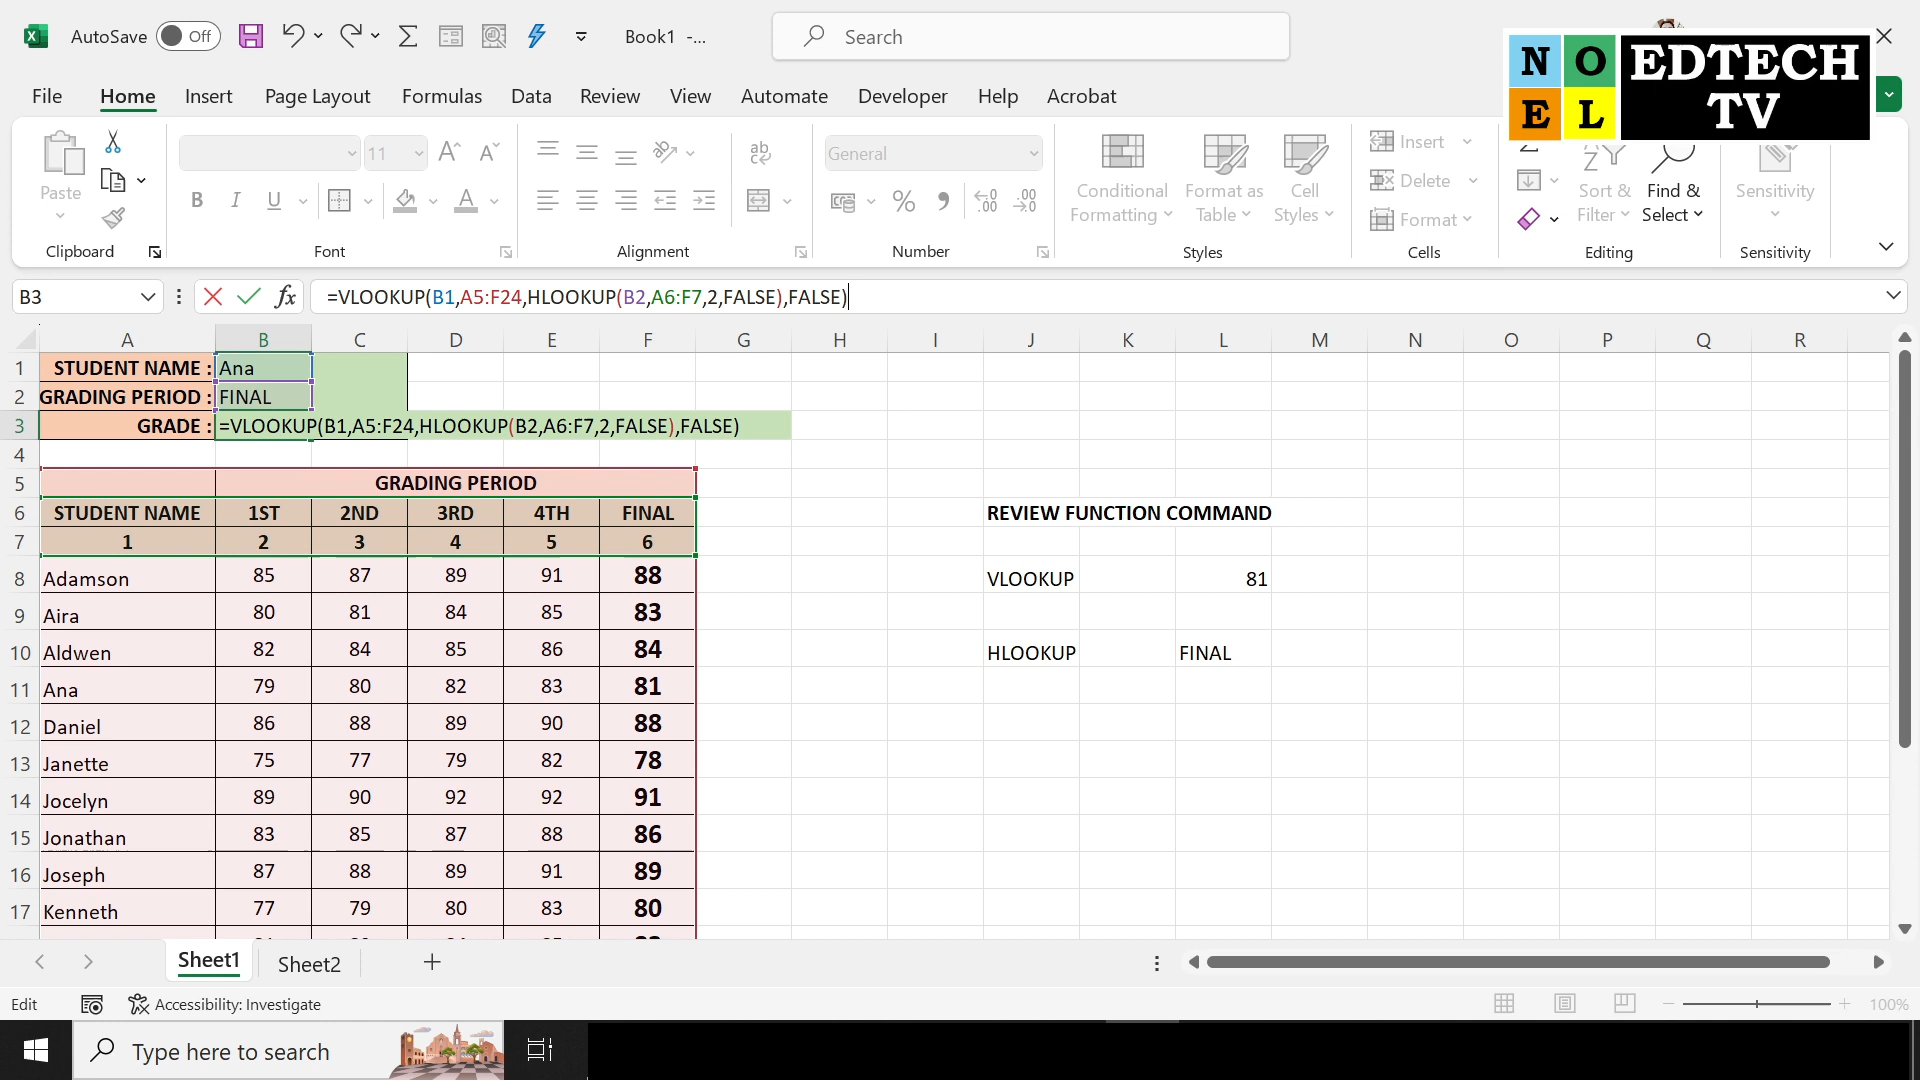 AutoSave Off Book1 -... Search
N O EDTECH
E L TV
File Home Insert Page Layout Formulas Data Review View Automate Developer Help Acrobat
Paste 11 General Conditional Formatting Format as Table Cell Styles Insert Delete Format Sort & Filter Find & Select Sensitivity
Clipboard Font Alignment Number Styles Cells Editing Sensitivity
B3 fx =VLOOKUP(B1,A5:F24,HLOOKUP(B2,A6:F7,2,FALSE),FALSE)
A B C D E F G H I J K L M N O P Q R
1 STUDENT NAME : Ana
2 GRADING PERIOD : FINAL
3 GRADE : =VLOOKUP(B1,A5:F24,HLOOKUP(B2,A6:F7,2,FALSE),FALSE)
4
5 GRADING PERIOD
6 STUDENT NAME 1ST 2ND 3RD 4TH FINAL REVIEW FUNCTION COMMAND
7 1 2 3 4 5 6
8 Adamson 85 87 89 91 88 VLOOKUP 81
9 Aira 80 81 84 85 83
10 Aldwen 82 84 85 86 84 HLOOKUP FINAL
11 Ana 79 80 82 83 81
12 Daniel 86 88 89 90 88
13 Janette 75 77 79 82 78
14 Jocelyn 89 90 92 92 91
15 Jonathan 83 85 87 88 86
16 Joseph 87 88 89 91 89
17 Kenneth 77 79 80 83 80
Sheet1 Sheet2
Edit Accessibility: Investigate 100%
Type here to search